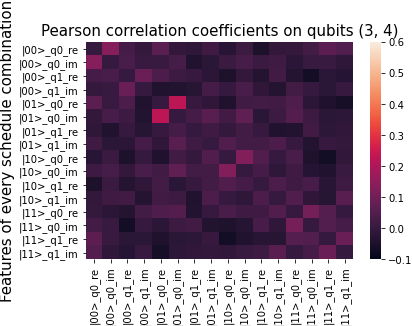 Pearson correlation coefficients on qubits (3, 4)
Features of every schedule combination
|00>_q0_re
|00>_q0_im
|00>_q1_re
|00>_q1_im
|01>_q0_re
|01>_q0_im
|01>_q1_re
|01>_q1_im
|10>_q0_re
|10>_q0_im
|10>_q1_re
|10>_q1_im
|11>_q0_re
|11>_q0_im
|11>_q1_re
|11>_q1_im
|00>_q0_re
|00>_q0_im
|00>_q1_re
|00>_q1_im
|01>_q0_re
|01>_q0_im
|01>_q1_re
|01>_q1_im
|10>_q0_re
|10>_q0_im
|10>_q1_re
|10>_q1_im
|11>_q0_re
|11>_q0_im
|11>_q1_re
|11>_q1_im
0.6
0.5
0.4
0.3
0.2
0.1
0.0
−0.1